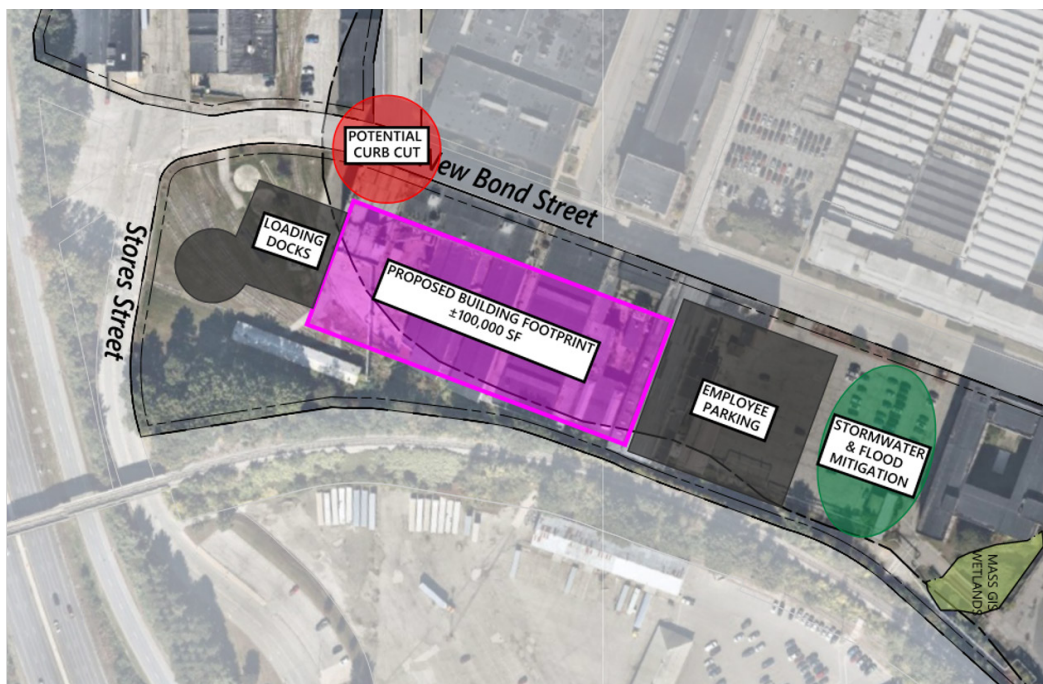 POTENTIAL
CURB CUT
New Bond Street
LOADING
DOCKS
Stores Street
PROPOSED BUILDING FOOTPRINT
±100,000 SF
EMPLOYEE
PARKING
STORMWATER
& FLOOD
MITIGATION
MASS GIS
WETLANDS